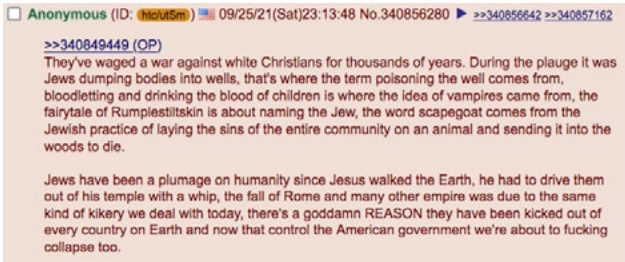 Anonymous (ID: htc/utSm) 09/25/21(Sat)23:13:48 No.340856280 ▶ >>340856642 >>340857162
>>340849449 (OP)
They've waged a war against white Christians for thousands of years. During the plauge it was
Jews dumping bodies into wells, that's where the term poisoning the well comes from,
bloodletting and drinking the blood of children is where the idea of vampires came from, the
fairytale of Rumplestiltskin is about naming the Jew, the word scapegoat comes from the
Jewish practice of laying the sins of the entire community on an animal and sending it into the
woods to die.
Jews have been a plumage on humanity since Jesus walked the Earth, he had to drive them
out of his temple with a whip, the fall of Rome and many other empire was due to the same
kind of kikery we deal with today, there's a goddamn REASON they have been kicked out of
every country on Earth and now that control the American government we're about to fucking
collapse too.